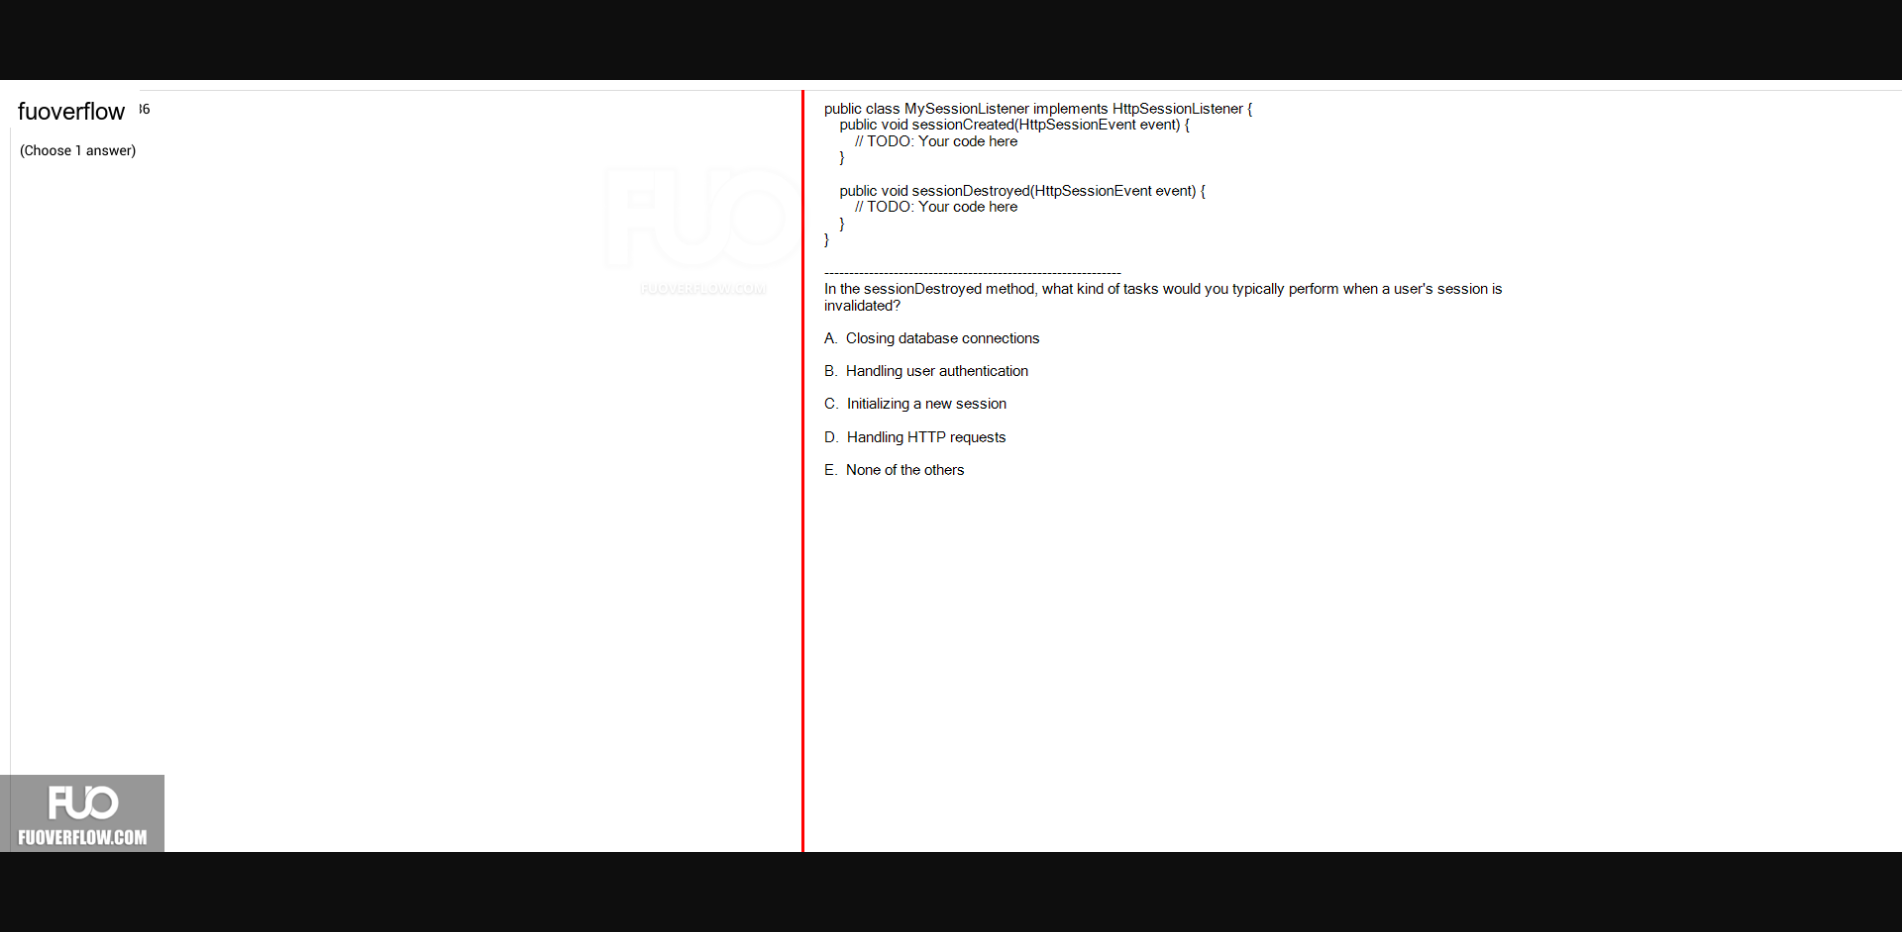 fuoverflow 36
(Choose 1 answer)
FUO
FUOVERFLOW.COM
public class MySessionListener implements HttpSessionListener {
public void sessionCreated(HttpSessionEvent event) {
// TODO: Your code here
}
public void sessionDestroyed(HttpSessionEvent event) {
// TODO: Your code here
}
}
------------------------------------------------------------
In the sessionDestroyed method, what kind of tasks would you typically perform when a user's session is
invalidated?
A. Closing database connections
B. Handling user authentication
C. Initializing a new session
D. Handling HTTP requests
E. None of the others
FUO
FUOVERFLOW.COM